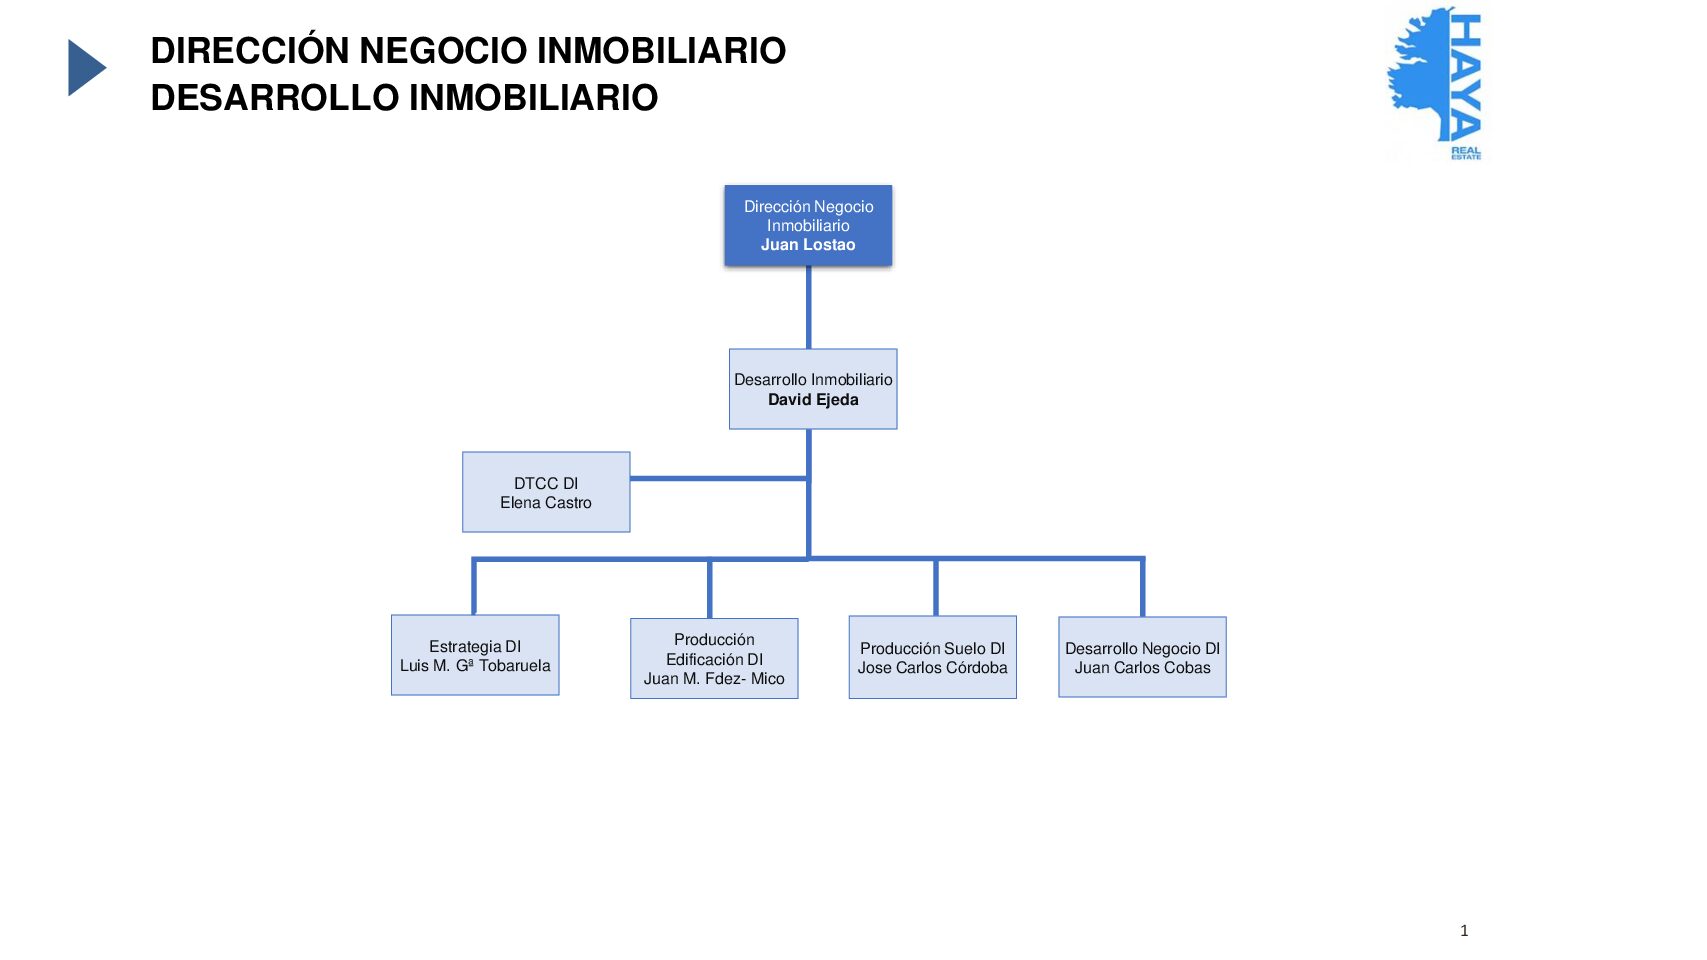 DIRECCIÓN NEGOCIO INMOBILIARIO
DESARROLLO INMOBILIARIO
HAYA
REAL
ESTATE
Dirección Negocio
Inmobiliario
Juan Lostao
Desarrollo Inmobiliario
David Ejeda
DTCC DI
Elena Castro
Estrategia DI
Luis M. Gª Tobaruela
Producción
Edificación DI
Juan M. Fdez- Mico
Producción Suelo DI
Jose Carlos Córdoba
Desarrollo Negocio DI
Juan Carlos Cobas
1